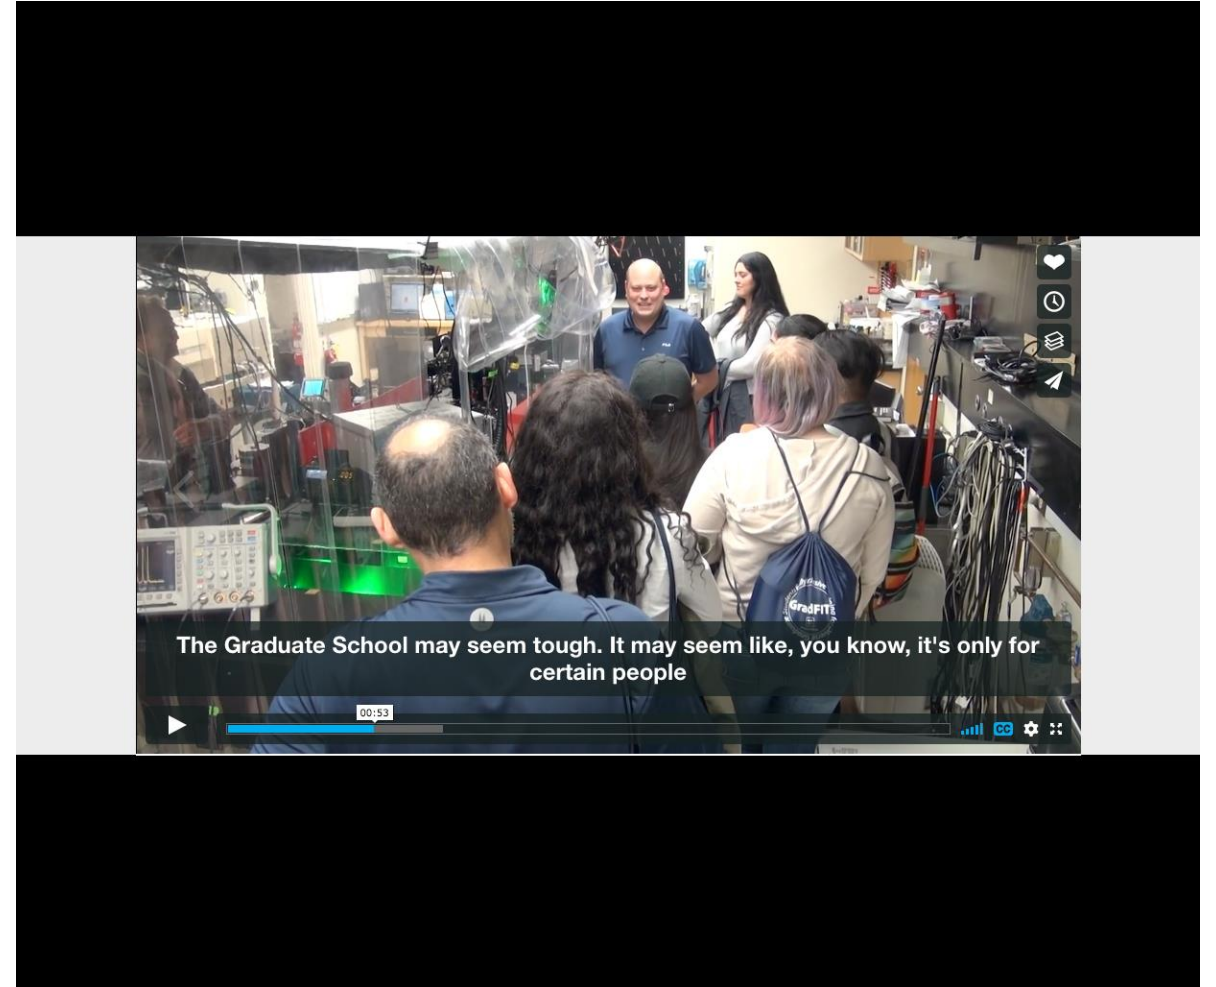 GradFIT
The Graduate School may seem tough. It may seem like, you know, it's only for
certain people
00:53
CC